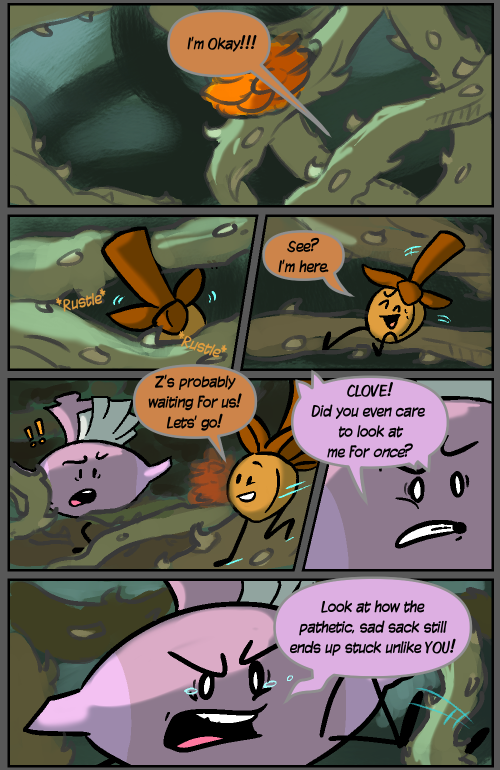 I'm Okay!!!
*Rustle*
*Rustle*
See?
I'm here.
!!
Z's probably
waiting For us!
Lets' go!
CLOVE!
Did you even care
to look at
me For once?
Look at how the
pathetic, sad sack still
ends up stuck unlike YOU!